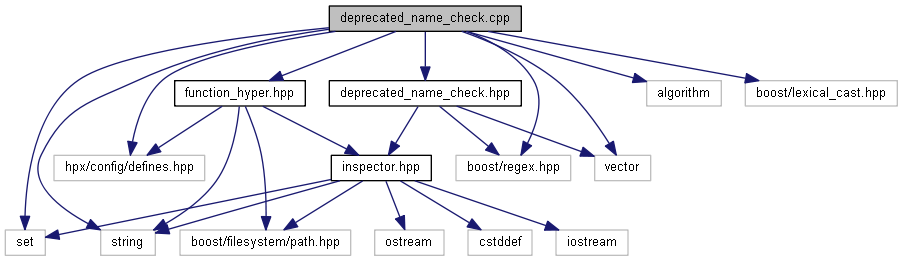 deprecated_name_check.cpp
function_hyper.hpp
deprecated_name_check.hpp
algorithm
boost/lexical_cast.hpp
hpx/config/defines.hpp
inspector.hpp
boost/regex.hpp
vector
set
string
boost/filesystem/path.hpp
ostream
cstddef
iostream